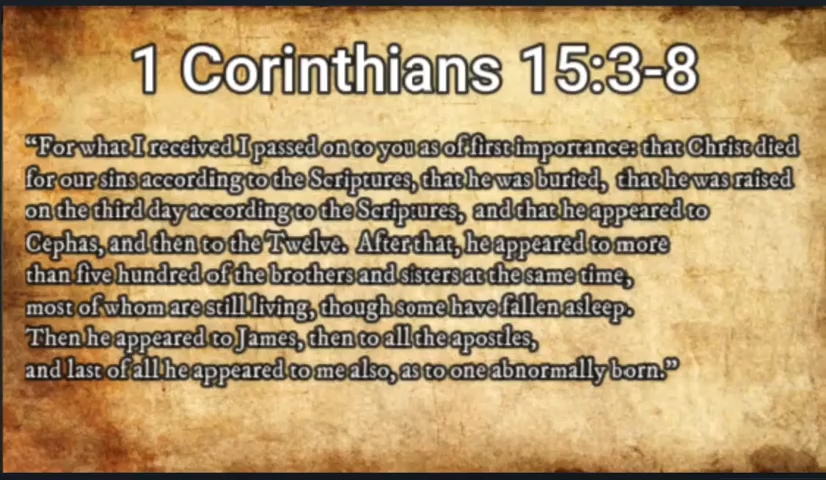 1 Corinthians 15:3-8
“For what I received I passed on to you as of first importance: that Christ died
for our sins according to the Scriptures, that he was buried, that he was raised
on the third day according to the Scriptures, and that he appeared to
Cephas, and then to the Twelve. After that, he appeared to more
than five hundred of the brothers and sisters at the same time,
most of whom are still living, though some have fallen asleep.
Then he appeared to James, then to all the apostles,
and last of all he appeared to me also, as to one abnormally born.”